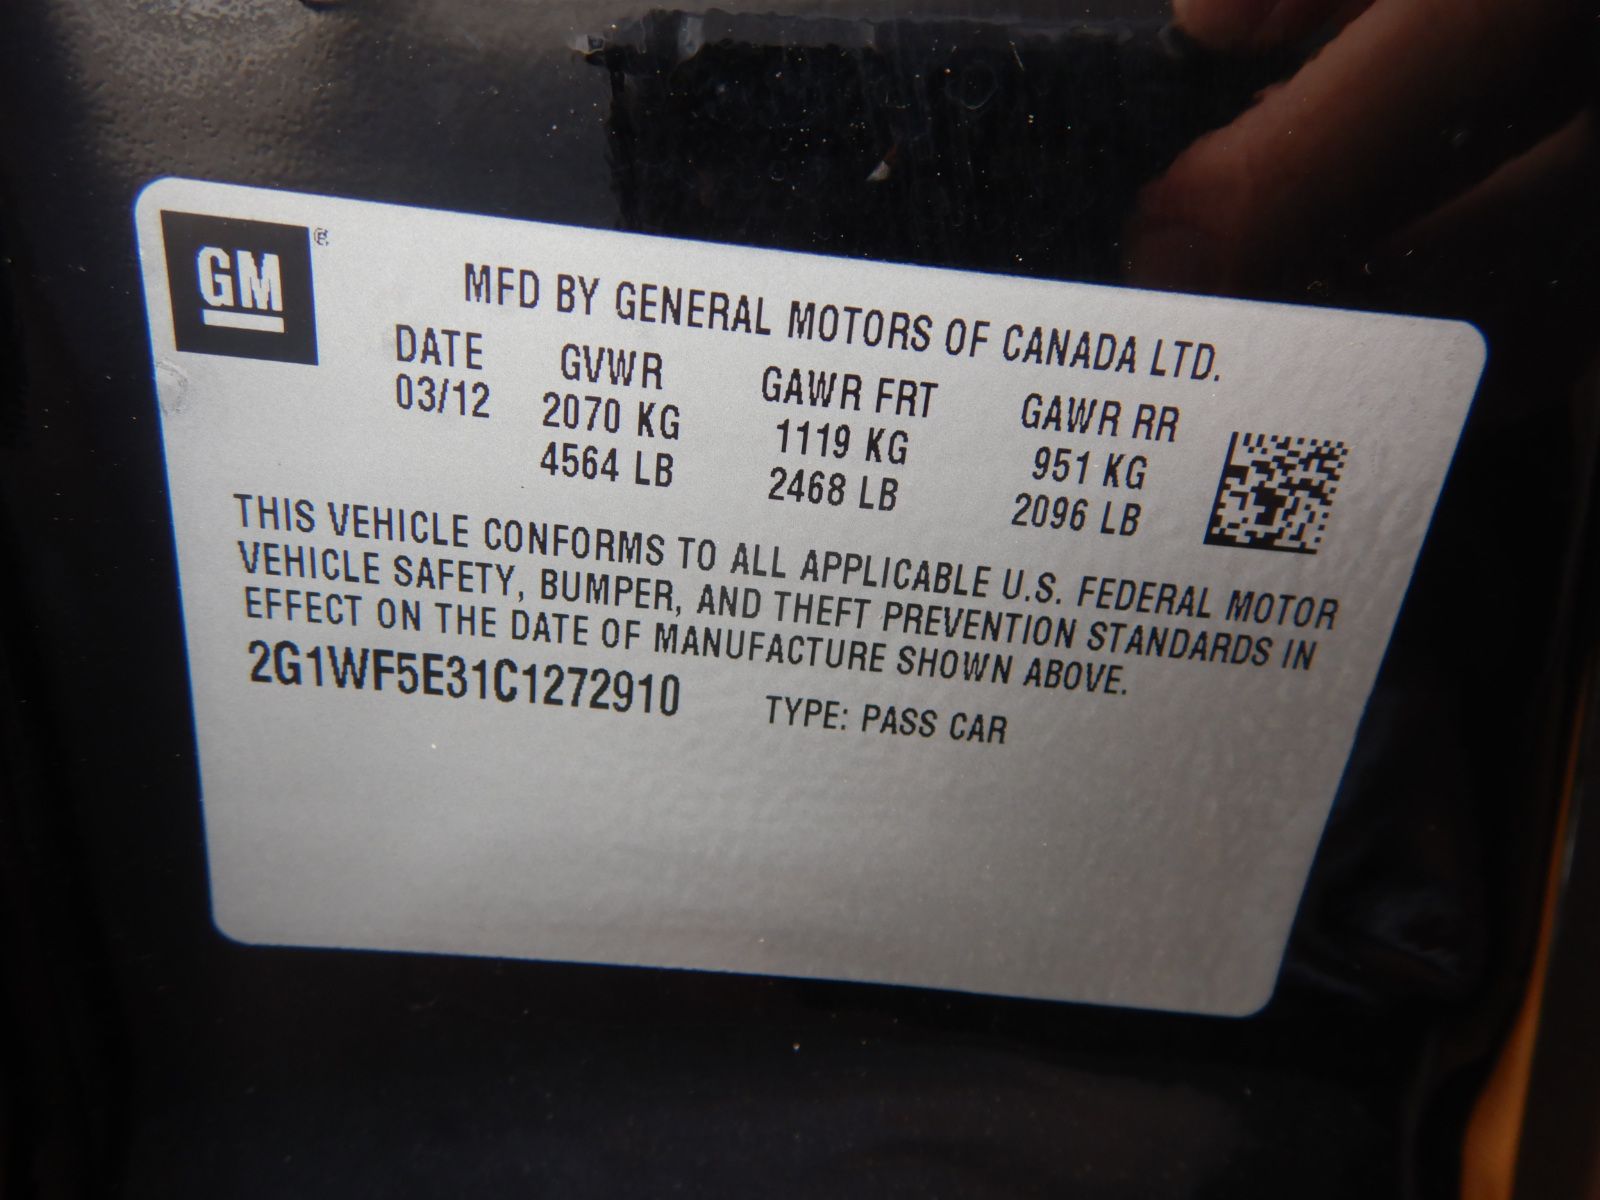 GM®
MFD BY GENERAL MOTORS OF CANADA LTD.
DATE GVWR GAWR FRT GAWR RR
03/12 2070 KG 1119 KG 951 KG
4564 LB 2468 LB 2096 LB
THIS VEHICLE CONFORMS TO ALL APPLICABLE U.S. FEDERAL MOTOR
VEHICLE SAFETY, BUMPER, AND THEFT PREVENTION STANDARDS IN
EFFECT ON THE DATE OF MANUFACTURE SHOWN ABOVE.
2G1WF5E31C1272910 TYPE: PASS CAR